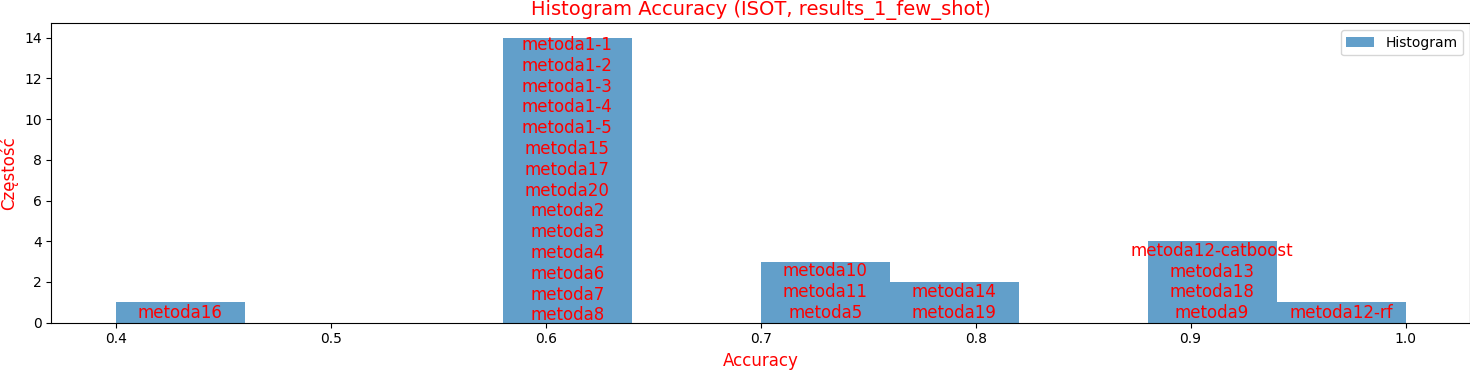 Histogram Accuracy (ISOT, results_1_few_shot)
Histogram
Częstość
14
12
10
8
6
4
2
0
metoda16
metoda1-1
metoda1-2
metoda1-3
metoda1-4
metoda1-5
metoda15
metoda17
metoda20
metoda2
metoda3
metoda4
metoda6
metoda7
metoda8
metoda10
metoda11
metoda5
metoda14
metoda19
metoda12-catboost
metoda13
metoda18
metoda9
metoda12-rf
0.4 0.5 0.6 0.7 0.8 0.9 1.0
Accuracy